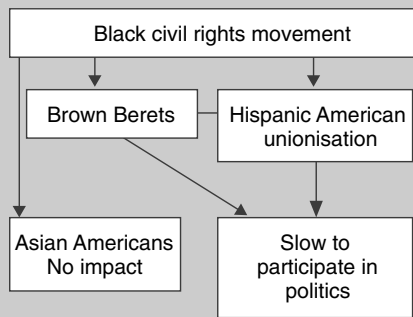 Black civil rights movement
Brown Berets
Hispanic American
unionisation
Asian Americans
No impact
Slow to
participate in
politics